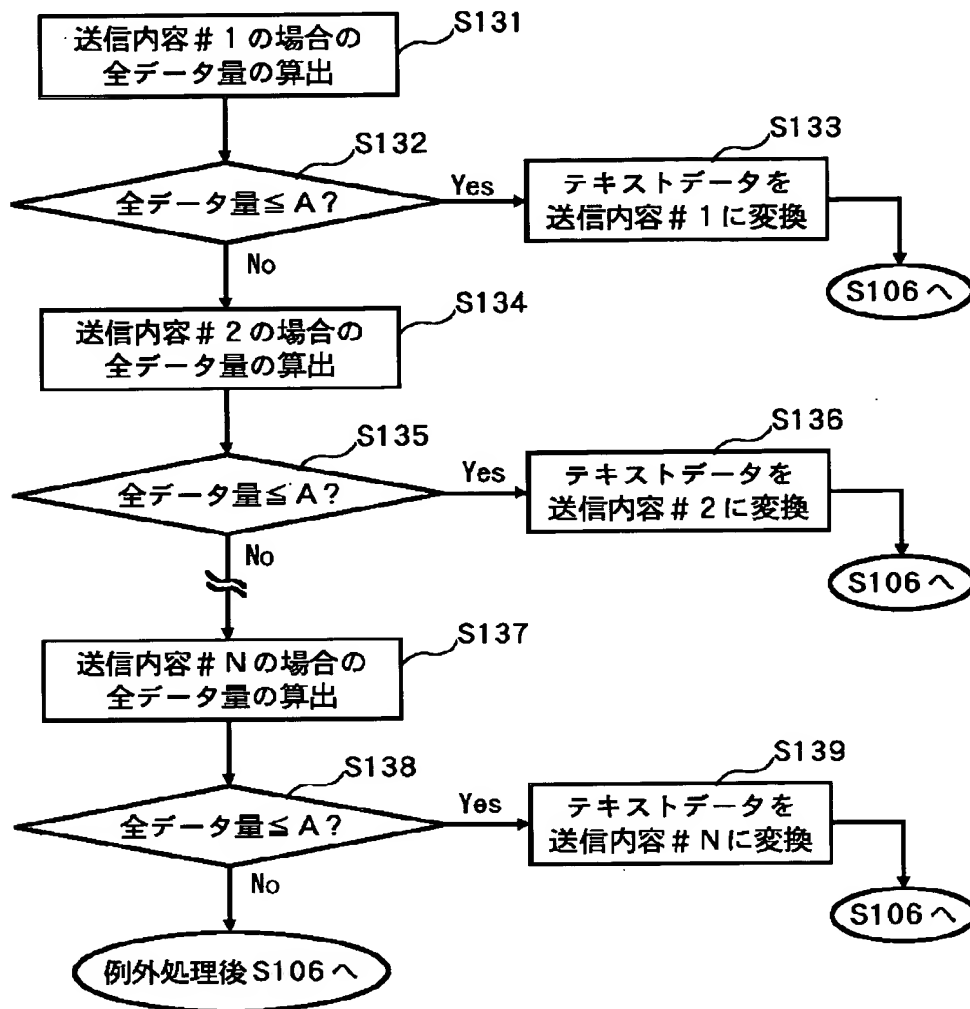 送信内容#1の場合の
全データ量の算出
S131
S132
全データ量≦A?
Yes
No
S133
テキストデータを
送信内容#1に変換
S106へ
S134
送信内容#2の場合の
全データ量の算出
S135
全データ量≦A?
Yes
No
S136
テキストデータを
送信内容#2に変換
S106へ
S137
送信内容#Nの場合の
全データ量の算出
S138
全データ量≦A?
Yes
No
S139
テキストデータを
送信内容#Nに変換
S106へ
例外処理後S106へ